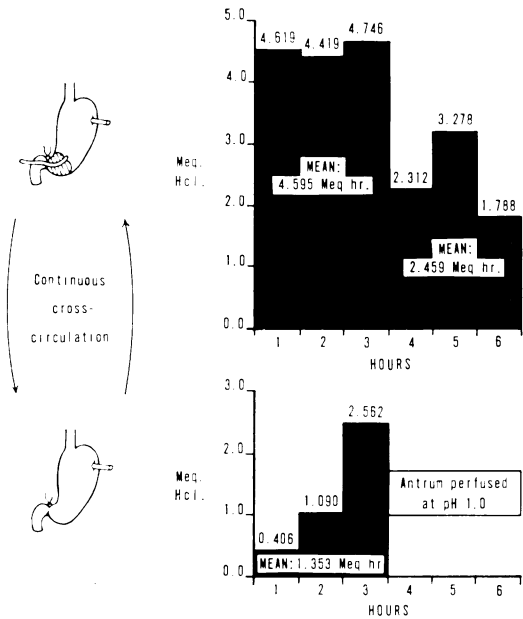 5.0
4.0
Meq.
Hcl.
3.0
2.0
1.0
0.0
4.619
4.419
4.746
2.312
3.278
1.788
MEAN:
4.595 Meq hr.
MEAN:
2.459 Meq hr.
1 2 3 4 5 6
HOURS
Continuous
cross-
circulation
3.0
2.0
Meq.
Hcl.
1.0
0.0
0.406
1.090
2.562
MEAN:1.353 Meq hr
Antrum perfused
at pH 1.0
1 2 3 4 5 6
HOURS